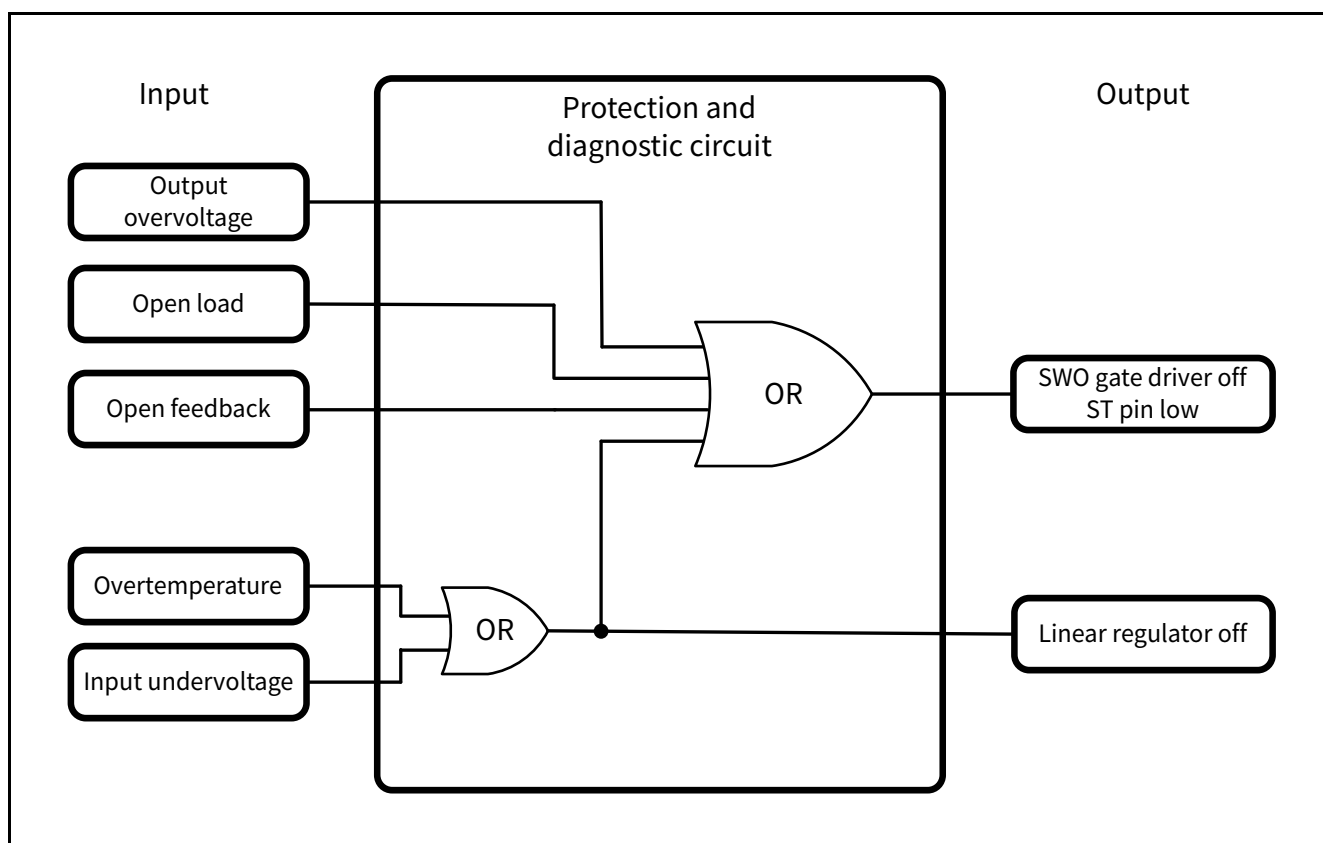 Input
Protection and
diagnostic circuit
Output
Output
overvoltage
Open load
Open feedback
OR
SWO gate driver off
ST pin low
Overtemperature
OR
Input undervoltage
Linear regulator off